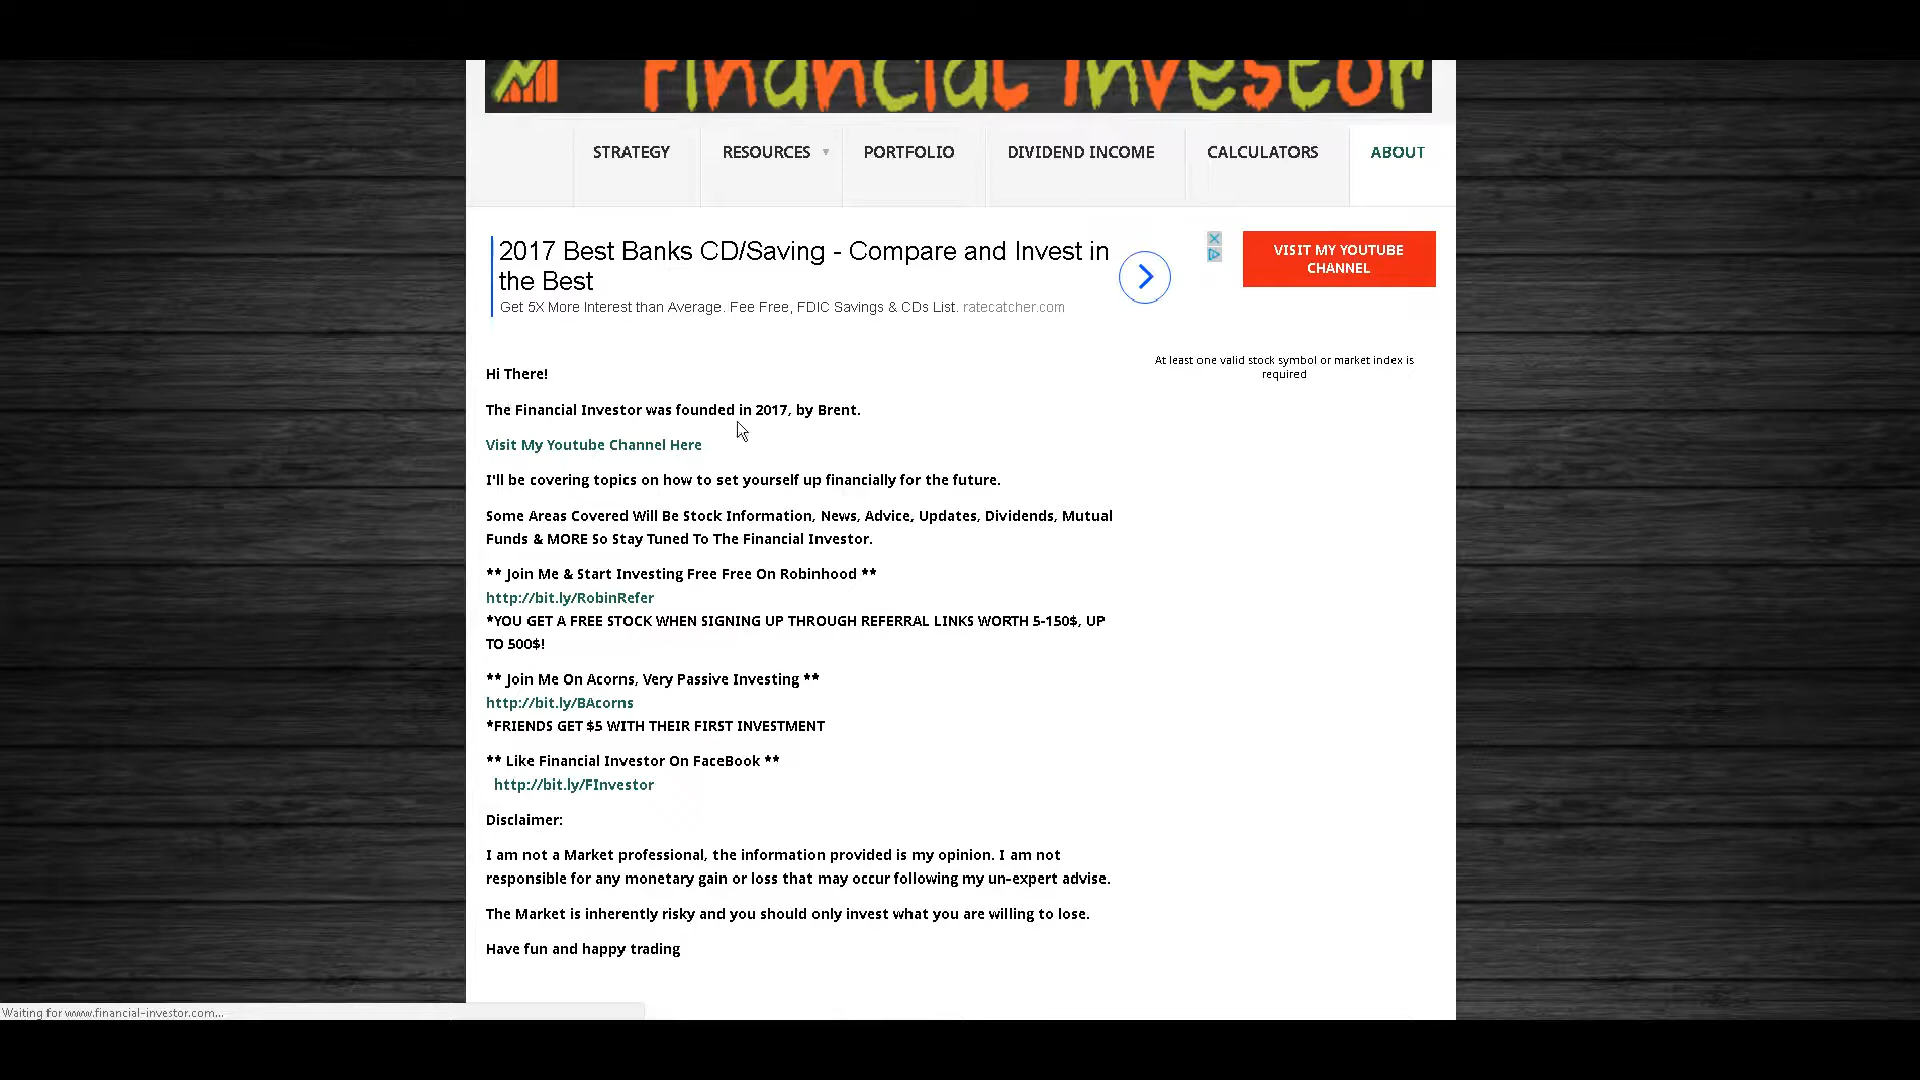 Financial Investor
STRATEGY
RESOURCES
PORTFOLIO
DIVIDEND INCOME
CALCULATORS
ABOUT
2017 Best Banks CD/Saving - Compare and Invest in
the Best
Get 5X More Interest than Average. Fee Free, FDIC Savings & CDs List. ratecatcher.com
VISIT MY YOUTUBE
CHANNEL
At least one valid stock symbol or market index is
required
Hi There!
The Financial Investor was founded in 2017, by Brent.
Visit My Youtube Channel Here
I'll be covering topics on how to set yourself up financially for the future.
Some Areas Covered Will Be Stock Information, News, Advice, Updates, Dividends, Mutual
Funds & MORE So Stay Tuned To The Financial Investor.
** Join Me & Start Investing Free Free On Robinhood **
http://bit.ly/RobinRefer
*YOU GET A FREE STOCK WHEN SIGNING UP THROUGH REFERRAL LINKS WORTH 5-150$, UP
TO 500$!
** Join Me On Acorns, Very Passive Investing **
http://bit.ly/BAcorns
*FRIENDS GET $5 WITH THEIR FIRST INVESTMENT
** Like Financial Investor On FaceBook **
http://bit.ly/FInvestor
Disclaimer:
I am not a Market professional, the information provided is my opinion. I am not
responsible for any monetary gain or loss that may occur following my un-expert advise.
The Market is inherently risky and you should only invest what you are willing to lose.
Have fun and happy trading
Waiting for www.financial-investor.com...